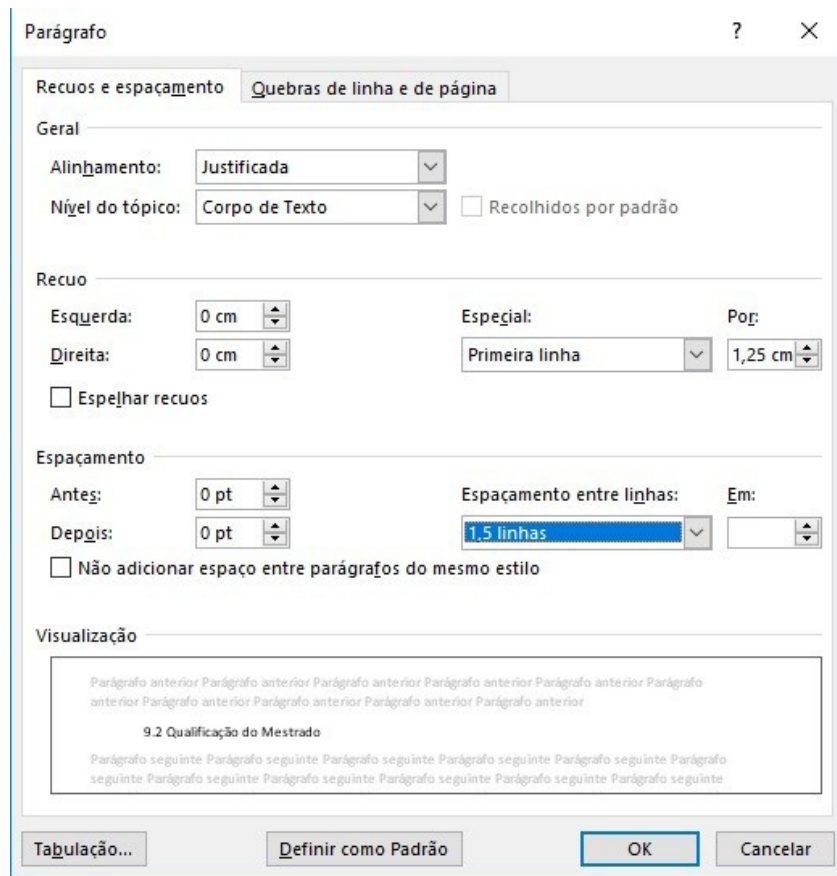 Parágrafo ?
Recuos e espaçamento Quebras de linha e de página
Geral
Alinhamento: Justificada
Nível do tópico: Corpo de Texto Recolhidos por padrão
Recuo
Esquerda: 0 cm Especial: Por:
Direita: 0 cm Primeira linha 1,25 cm
Espelhar recuos
Espaçamento
Antes: 0 pt Espaçamento entre linhas: Em:
Depois: 0 pt 1,5 linhas
Não adicionar espaço entre parágrafos do mesmo estilo
Visualização
Parágrafo anterior Parágrafo anterior Parágrafo anterior Parágrafo anterior Parágrafo anterior Parágrafo
anterior Parágrafo anterior Parágrafo anterior Parágrafo anterior Parágrafo anterior
9.2 Qualificação do Mestrado
Parágrafo seguinte Parágrafo seguinte Parágrafo seguinte Parágrafo seguinte Parágrafo seguinte Parágrafo
seguinte Parágrafo seguinte Parágrafo seguinte Parágrafo seguinte Parágrafo seguinte Parágrafo seguinte
Tabulação... Definir como Padrão OK Cancelar